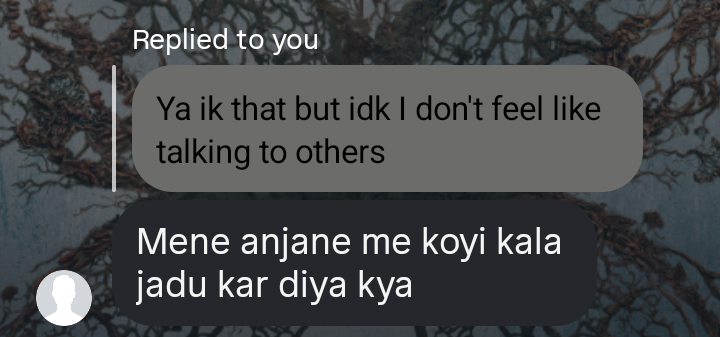 Replied to you
Ya ik that but idk I don't feel like
talking to others
Mene anjane me koyi kala
jadu kar diya kya